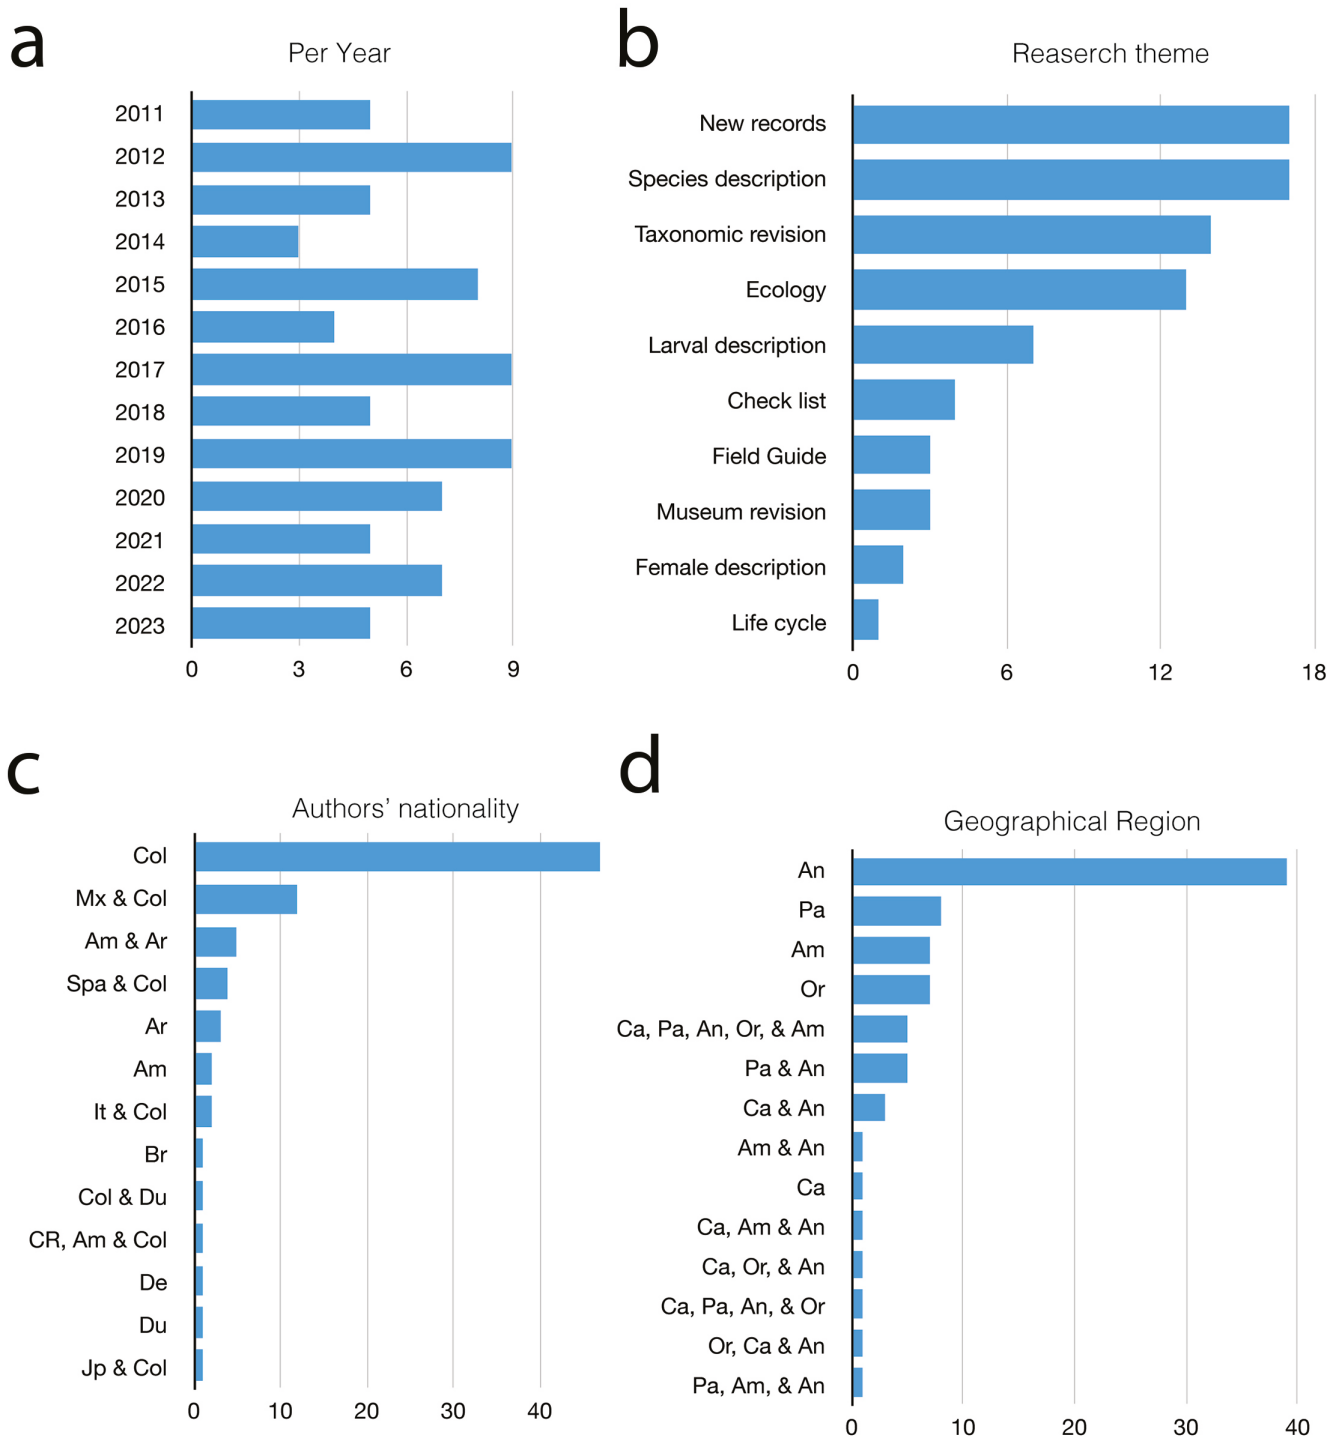 a
Per Year
2011
2012
2013
2014
2015
2016
2017
2018
2019
2020
2021
2022
2023
0 3 6 9
b
Reaserch theme
New records
Species description
Taxonomic revision
Ecology
Larval description
Check list
Field Guide
Museum revision
Female description
Life cycle
0 6 12 18
c
Authors’ nationality
Col
Mx & Col
Am & Ar
Spa & Col
Ar
Am
It & Col
Br
Col & Du
CR, Am & Col
De
Du
Jp & Col
0 10 20 30 40
d
Geographical Region
An
Pa
Am
Or
Ca, Pa, An, Or, & Am
Pa & An
Ca & An
Am & An
Ca
Ca, Am & An
Ca, Or, & An
Ca, Pa, An, & Or
Or, Ca & An
Pa, Am, & An
0 10 20 30 40